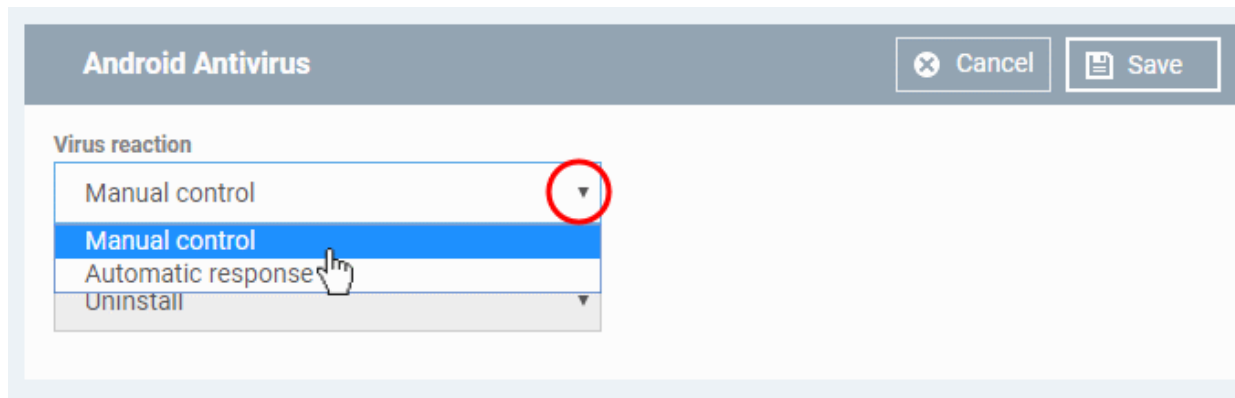 Android Antivirus
Cancel
Save
Virus reaction
Manual control
Manual control
Automatic response
Uninstall